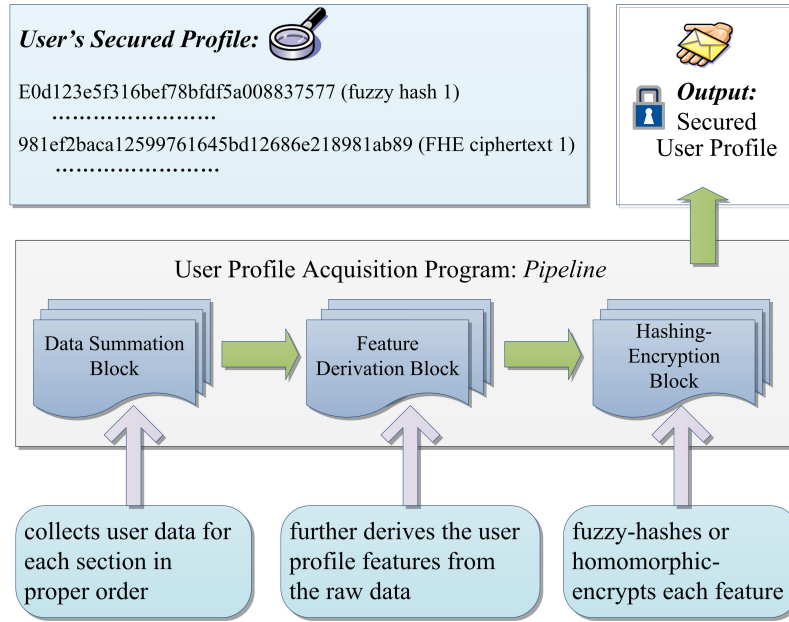 User's Secured Profile:
E0d123e5f316bef78bfdf5a008837577 (fuzzy hash 1)
........................
981ef2baca12599761645bd12686e218981ab89 (FHE ciphertext 1)
........................
Output:
Secured
User Profile
User Profile Acquisition Program: Pipeline
Data Summation
Block
Feature
Derivation Block
Hashing-
Encryption
Block
collects user data for
each section in
proper order
further derives the user
profile features from
the raw data
fuzzy-hashes or
homomorphic-
encrypts each feature